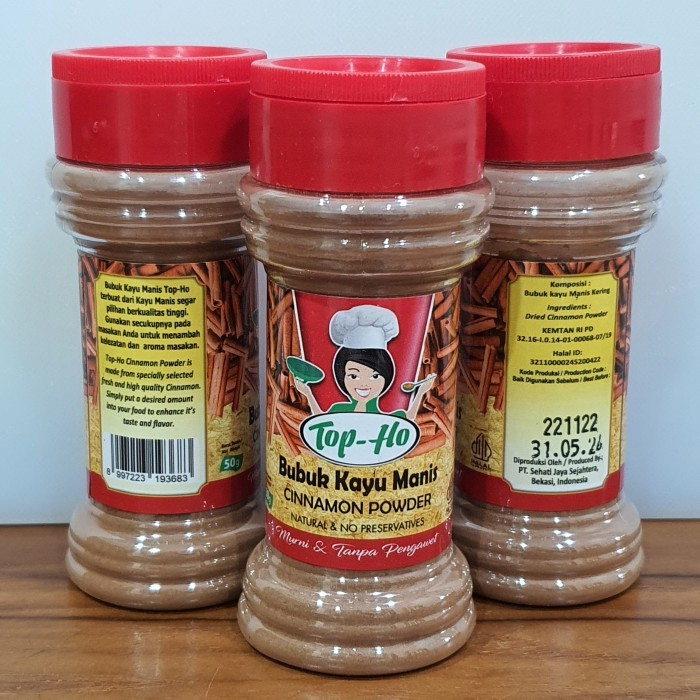 Bubuk Kayu Manis Top-Ho
terbuat dari Kayu Manis segar
pilihan berkualitas tinggi.
Gunakan secukupnya pada
masakan Anda untuk menambah
kelezatan dan aroma masakan.
Top-Ho Cinnamon Powder is
made from specially selected
fresh and high quality Cinnamon.
Simply put a desired amount
into your food to enhance it's
taste and flavor.
8 997223 193683
50g
Top-Ho
Bubuk Kayu Manis
CINNAMON POWDER
NATURAL & NO PRESERVATIVES
Murni & Tanpa Pengawet
Komposisi :
Bubuk kayu Manis Kering
Ingredients :
Dried Cinnamon Powder
KEMTAN RI PD
32.16-I.0.14-01-00068-07/19
Halal ID:
32110000245200422
Kode Produksi / Production Code :
Baik Digunakan Sebelum / Best Before :
221122
31.05.26
HALAL
Diproduksi Oleh / Produced By :
PT. Sehati Jaya Sejahtera,
Bekasi, Indonesia